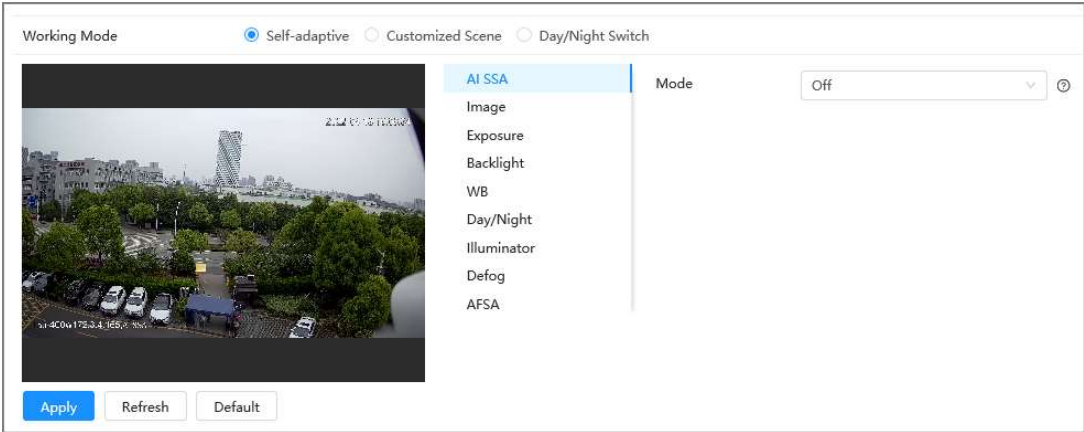 Working Mode Self-adaptive Customized Scene Day/Night Switch
AI SSA
Mode Off
Image
Exposure
Backlight
WB
Day/Night
Illuminator
Defog
AFSA
Apply Refresh Default